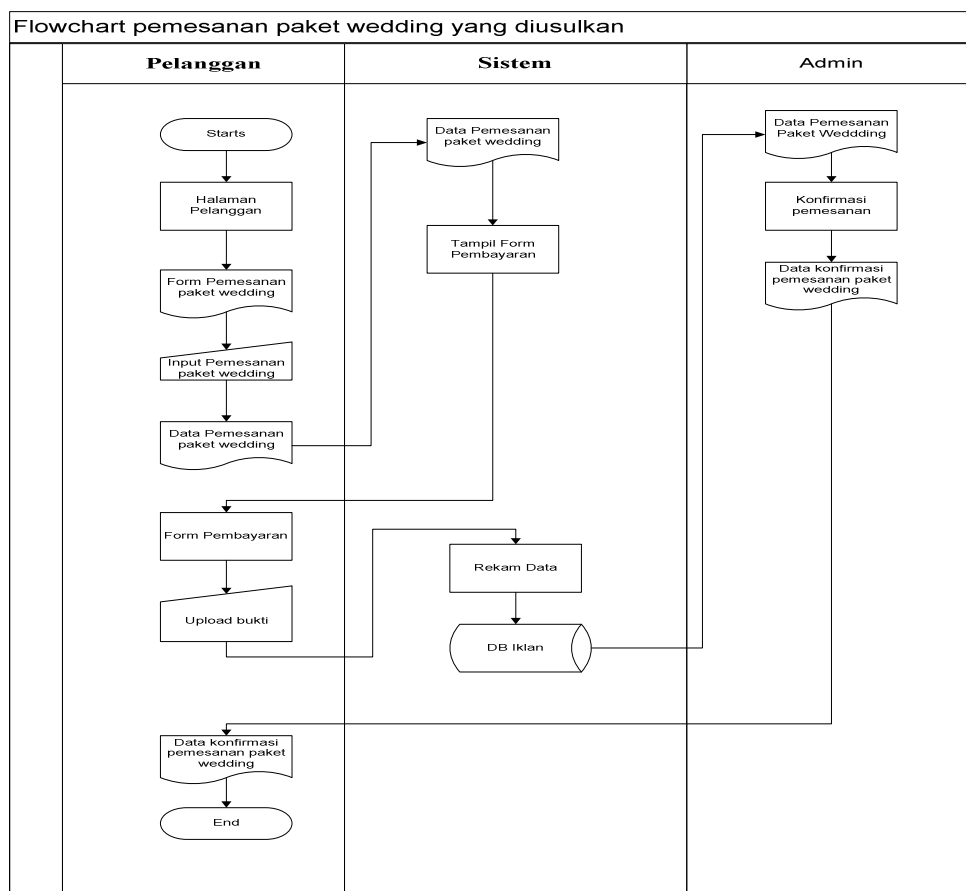 Flowchart pemesanan paket wedding yang diusulkan
Pelanggan
Sistem
Admin
Starts
Halaman
Pelanggan
Form Pemesanan
paket wedding
Input Pemesanan
paket wedding
Data Pemesanan
paket wedding
Data Pemesanan
paket wedding
Tampil Form
Pembayaran
Form Pembayaran
Upload bukti
Rekam Data
DB Iklan
Data Pemesanan
Paket Weddding
Konfirmasi
pemesanan
Data konfirmasi
pemesanan paket
wedding
Data konfirmasi
pemesanan paket
wedding
End